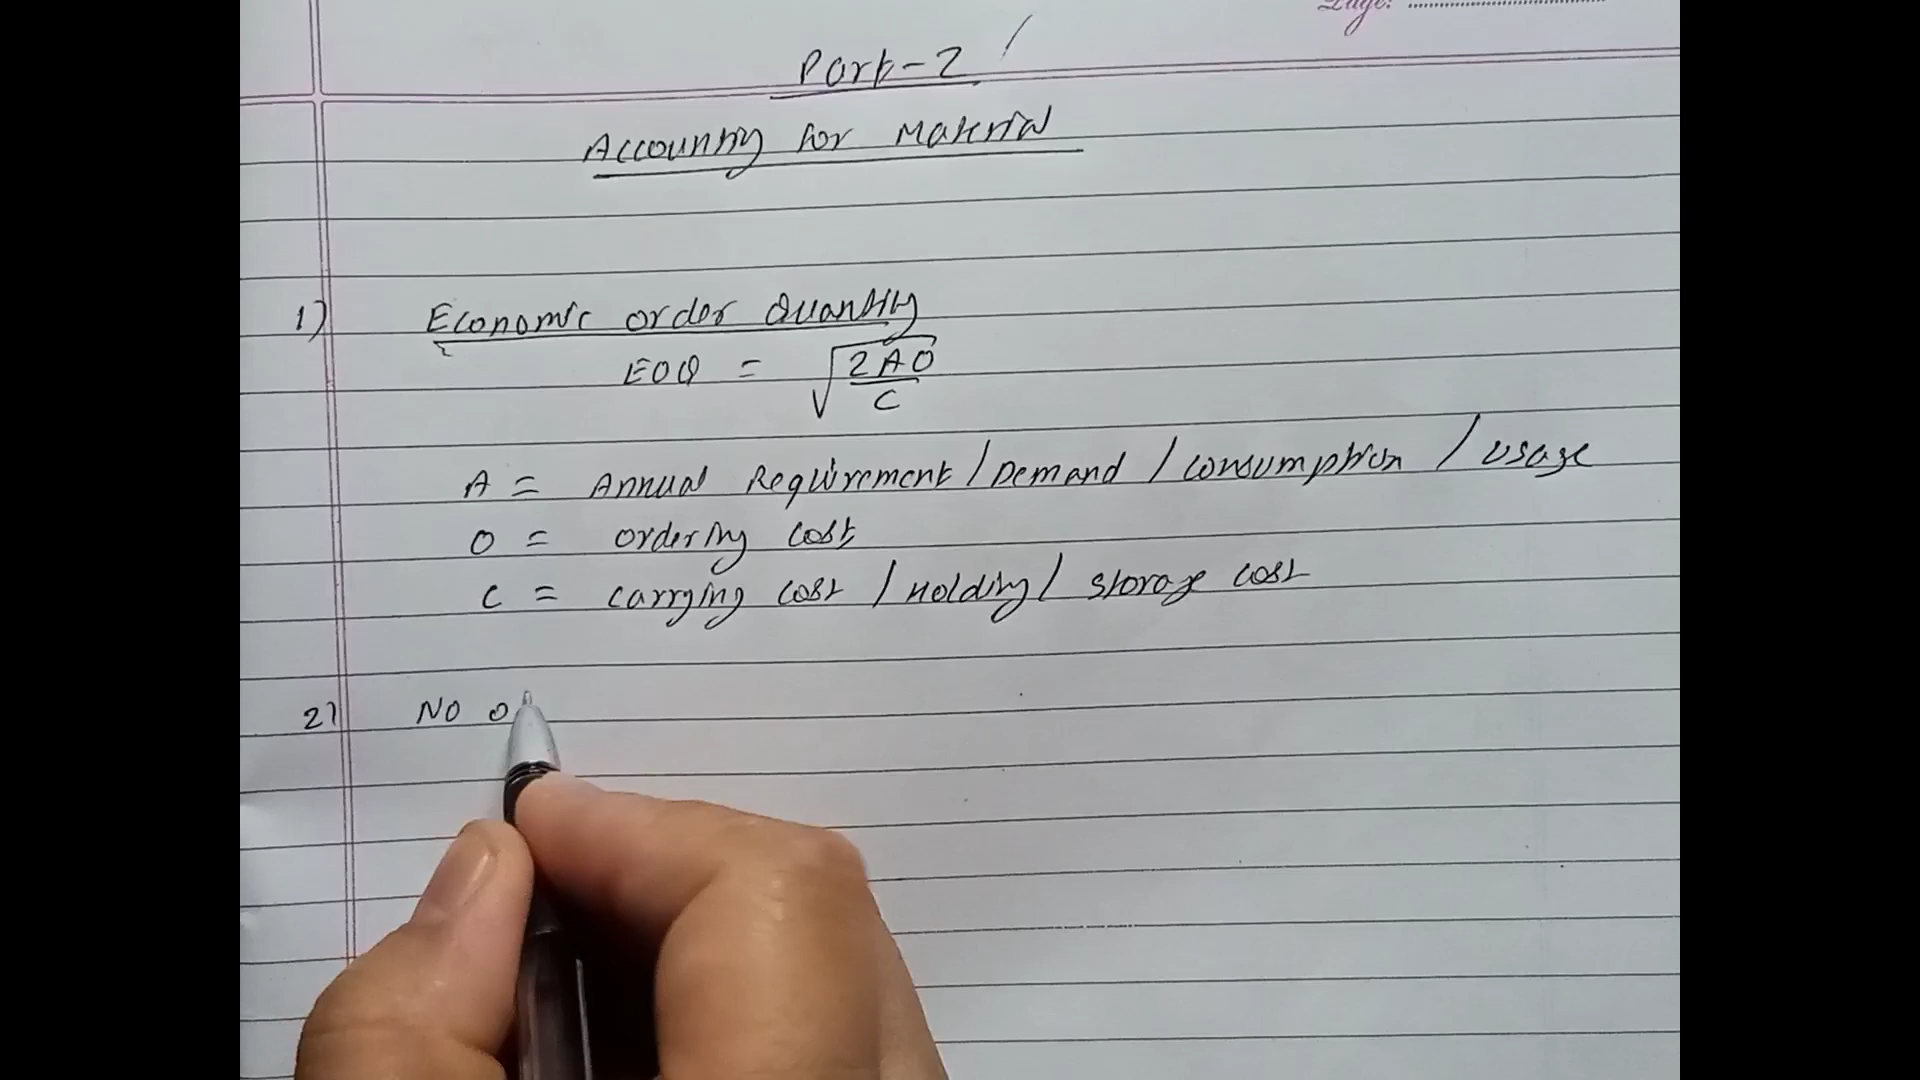 Page:
Part-2
Accounting for Material
1) Economic order Quantity
EOQ = √2AO/C
A = Annual Requirement / Demand / consumption / usage
O = ordering cost
C = carrying cost / Holding / storage cost
2) NO o